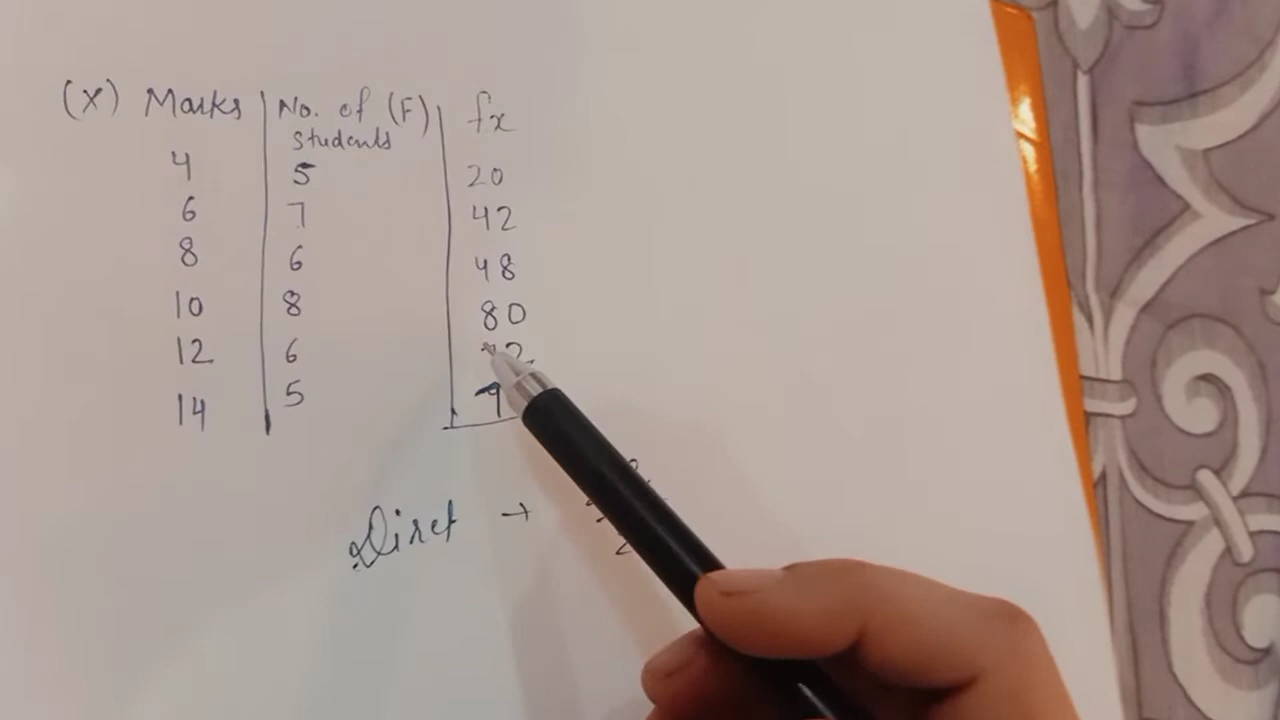 (X) Marks No. of (F) fx
students
4 5 20
6 7 42
8 6 48
10 8 80
12 6
14 5
Diret →